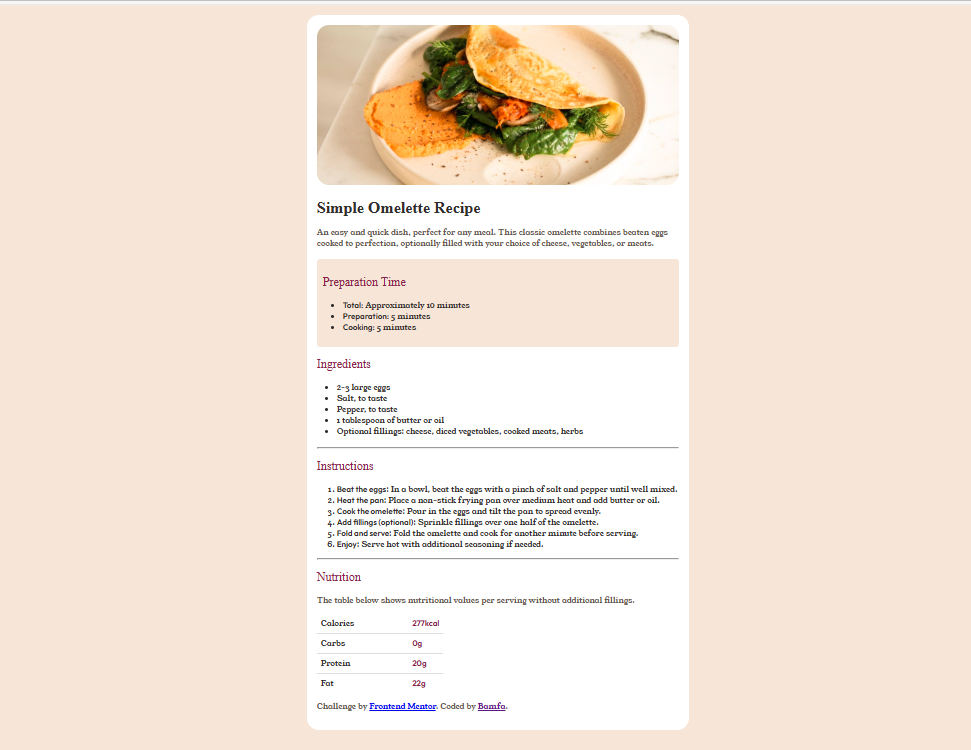 Simple Omelette Recipe
An easy and quick dish, perfect for any meal. This classic omelette combines beaten eggs
cooked to perfection, optionally filled with your choice of cheese, vegetables, or meats.
Preparation Time
• Total: Approximately 10 minutes
• Preparation: 5 minutes
• Cooking: 5 minutes
Ingredients
• 2-3 large eggs
• Salt, to taste
• Pepper, to taste
• 1 tablespoon of butter or oil
• Optional fillings: cheese, diced vegetables, cooked meats, herbs
Instructions
1. Beat the eggs: In a bowl, beat the eggs with a pinch of salt and pepper until well mixed.
2. Heat the pan: Place a non-stick frying pan over medium heat and add butter or oil.
3. Cook the omelette: Pour in the eggs and tilt the pan to spread evenly.
4. Add fillings (optional): Sprinkle fillings over one half of the omelette.
5. Fold and serve: Fold the omelette and cook for another minute before serving.
6. Enjoy: Serve hot with additional seasoning if needed.
Nutrition
The table below shows nutritional values per serving without additional fillings.
Calories 277kcal
Carbs 0g
Protein 20g
Fat 22g
Challenge by Frontend Mentor. Coded by Bamfa.